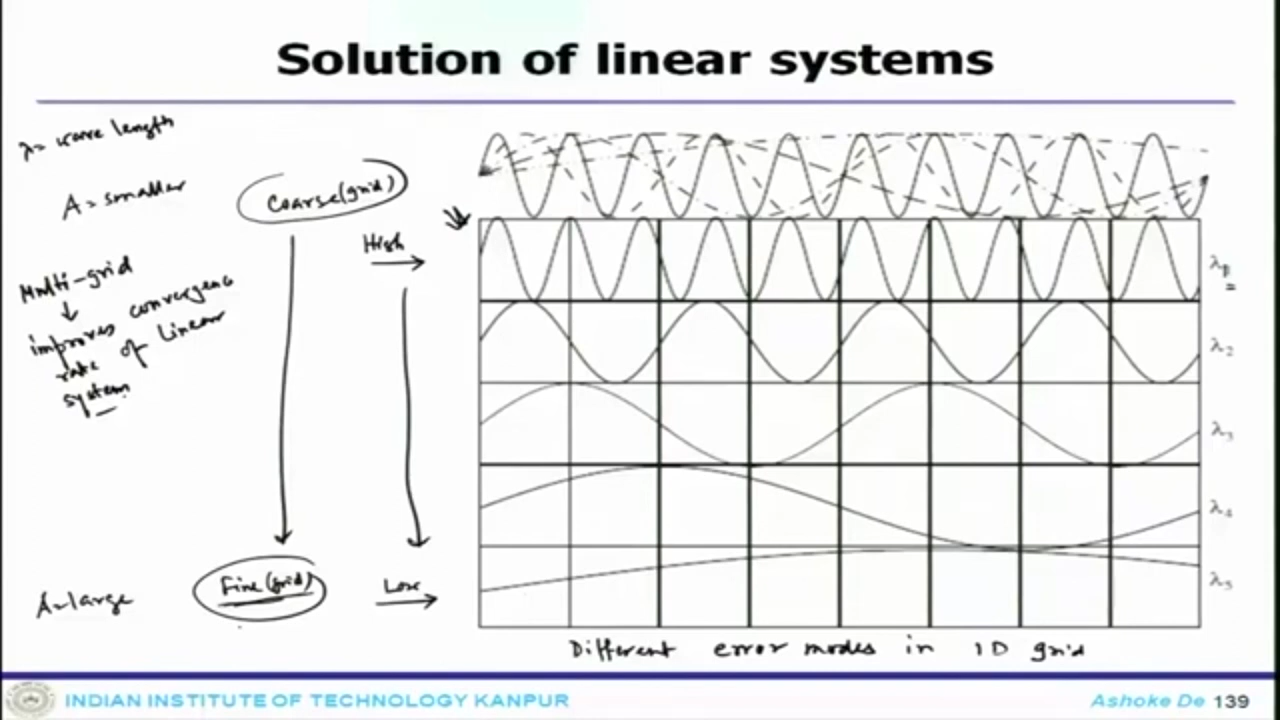 Solution of linear systems
λ = wave length
A = smaller
Coarse (grid)
High
Multi-grid
improves convergence
rate of linear
system
λ₁
λ₂
λ₃
λ₄
λ₅
A = large
Fine (grid)
Low
Different error modes in 1D grid
INDIAN INSTITUTE OF TECHNOLOGY KANPUR
Ashoke De 139